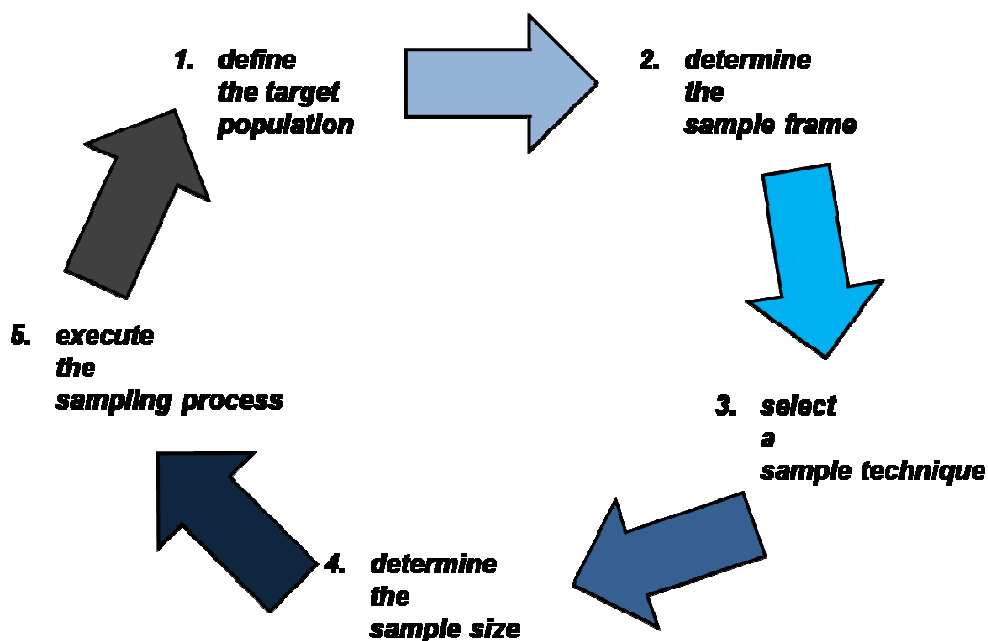 1. define
the target
population
2. determine
the
sample frame
3. select
a
sample technique
4. determine
the
sample size
5. execute
the
sampling process